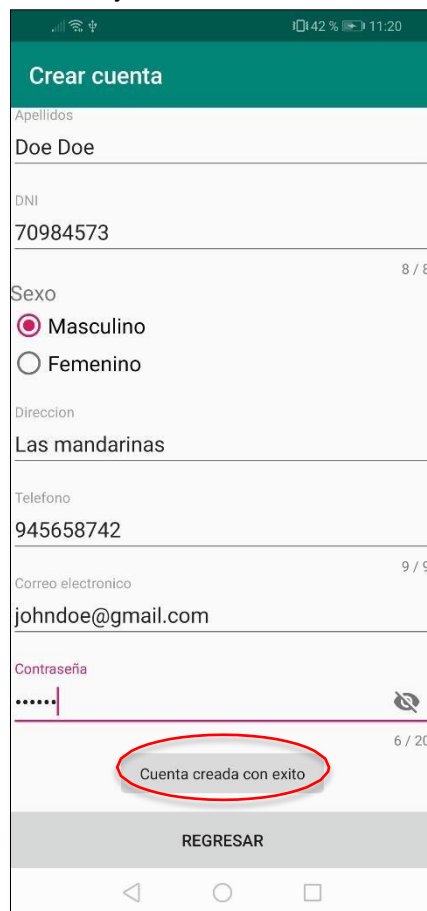 42 % 11:20
Crear cuenta
Apellidos
Doe Doe
DNI
70984573
8 / 8
Sexo
Masculino
Femenino
Direccion
Las mandarinas
Telefono
945658742
9 / 9
Correo electronico
johndoe@gmail.com
Contraseña
••••••
6 / 20
Cuenta creada con exito
REGRESAR